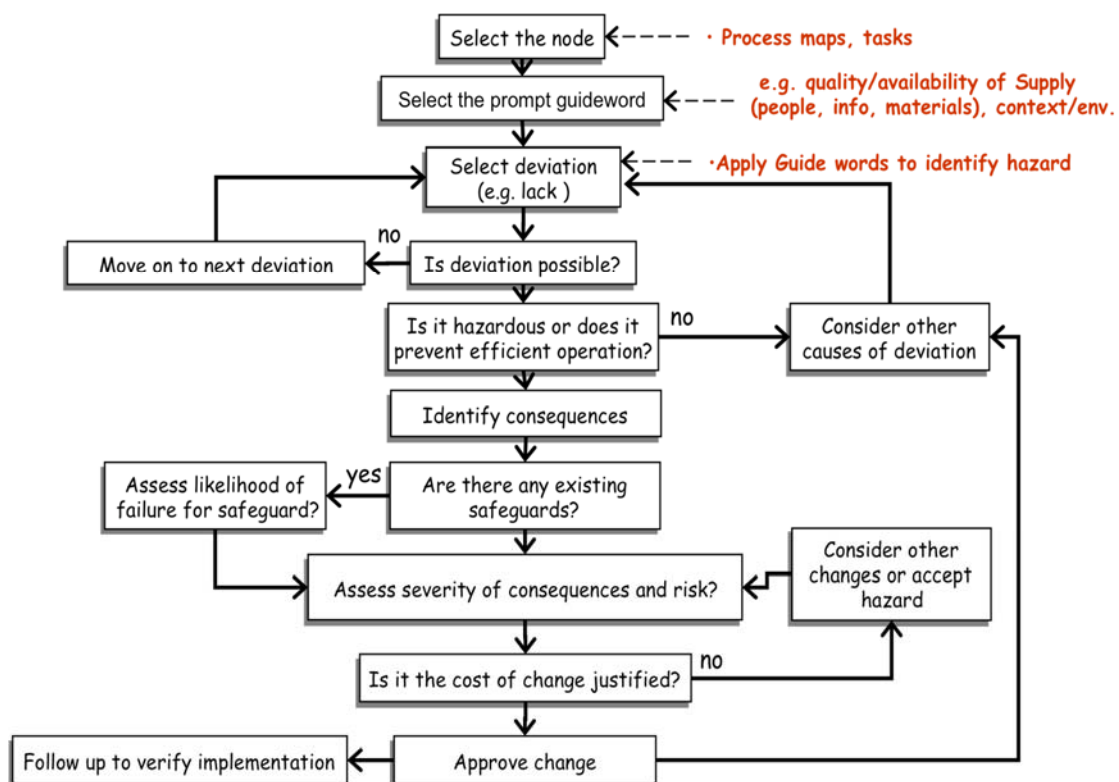 Select the node
· Process maps, tasks
Select the prompt guideword
e.g. quality/availability of Supply
(people, info, materials), context/env.
Select deviation
(e.g. lack )
·Apply Guide words to identify hazard
no
Move on to next deviation
Is deviation possible?
Is it hazardous or does it
prevent efficient operation?
no
Consider other
causes of deviation
Identify consequences
Assess likelihood of
failure for safeguard?
yes
Are there any existing
safeguards?
Consider other
changes or accept
hazard
Assess severity of consequences and risk?
Is it the cost of change justified?
no
Follow up to verify implementation
Approve change